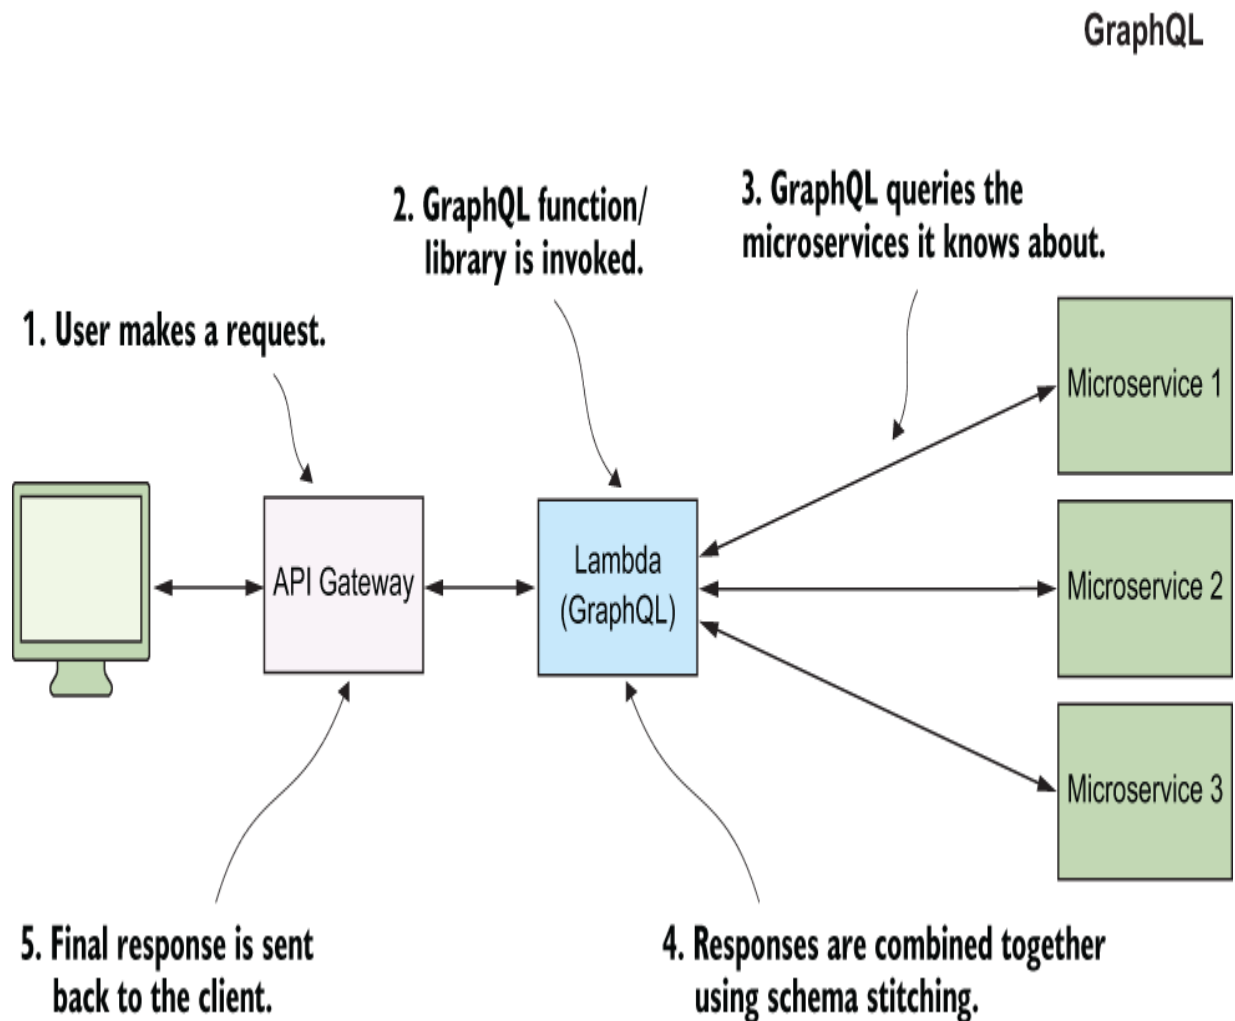 GraphQL
2. GraphQL function/
library is invoked.
3. GraphQL queries the
microservices it knows about.
1. User makes a request.
API Gateway
Lambda
(GraphQL)
Microservice 1
Microservice 2
Microservice 3
5. Final response is sent
back to the client.
4. Responses are combined together
using schema stitching.